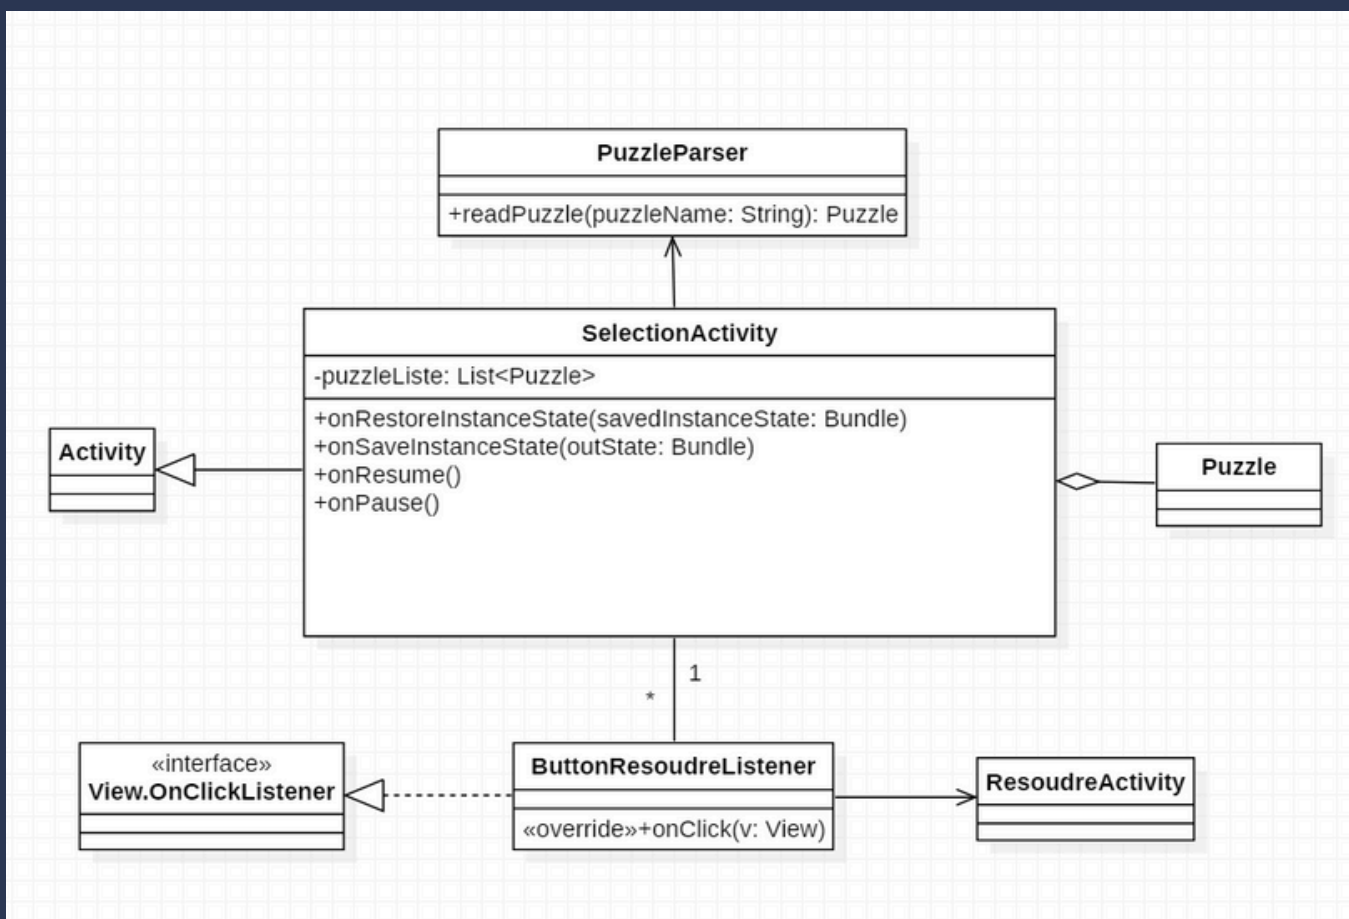 PuzzleParser
+readPuzzle(puzzleName: String): Puzzle
SelectionActivity
-puzzleListe: List<Puzzle>
+onRestoreInstanceState(savedInstanceState: Bundle)
+onSaveInstanceState(outState: Bundle)
+onResume()
+onPause()
Activity
Puzzle
1
*
«interface»
View.OnClickListener
ButtonResoudreListener
«override»+onClick(v: View)
ResoudreActivity